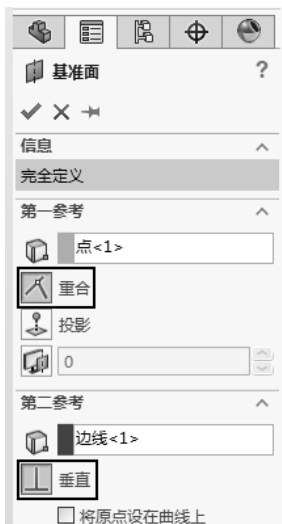 基准面 ?
信息
完全定义
第一参考
点<1>
重合
投影
0
第二参考
边线<1>
垂直
将原点设在曲线上